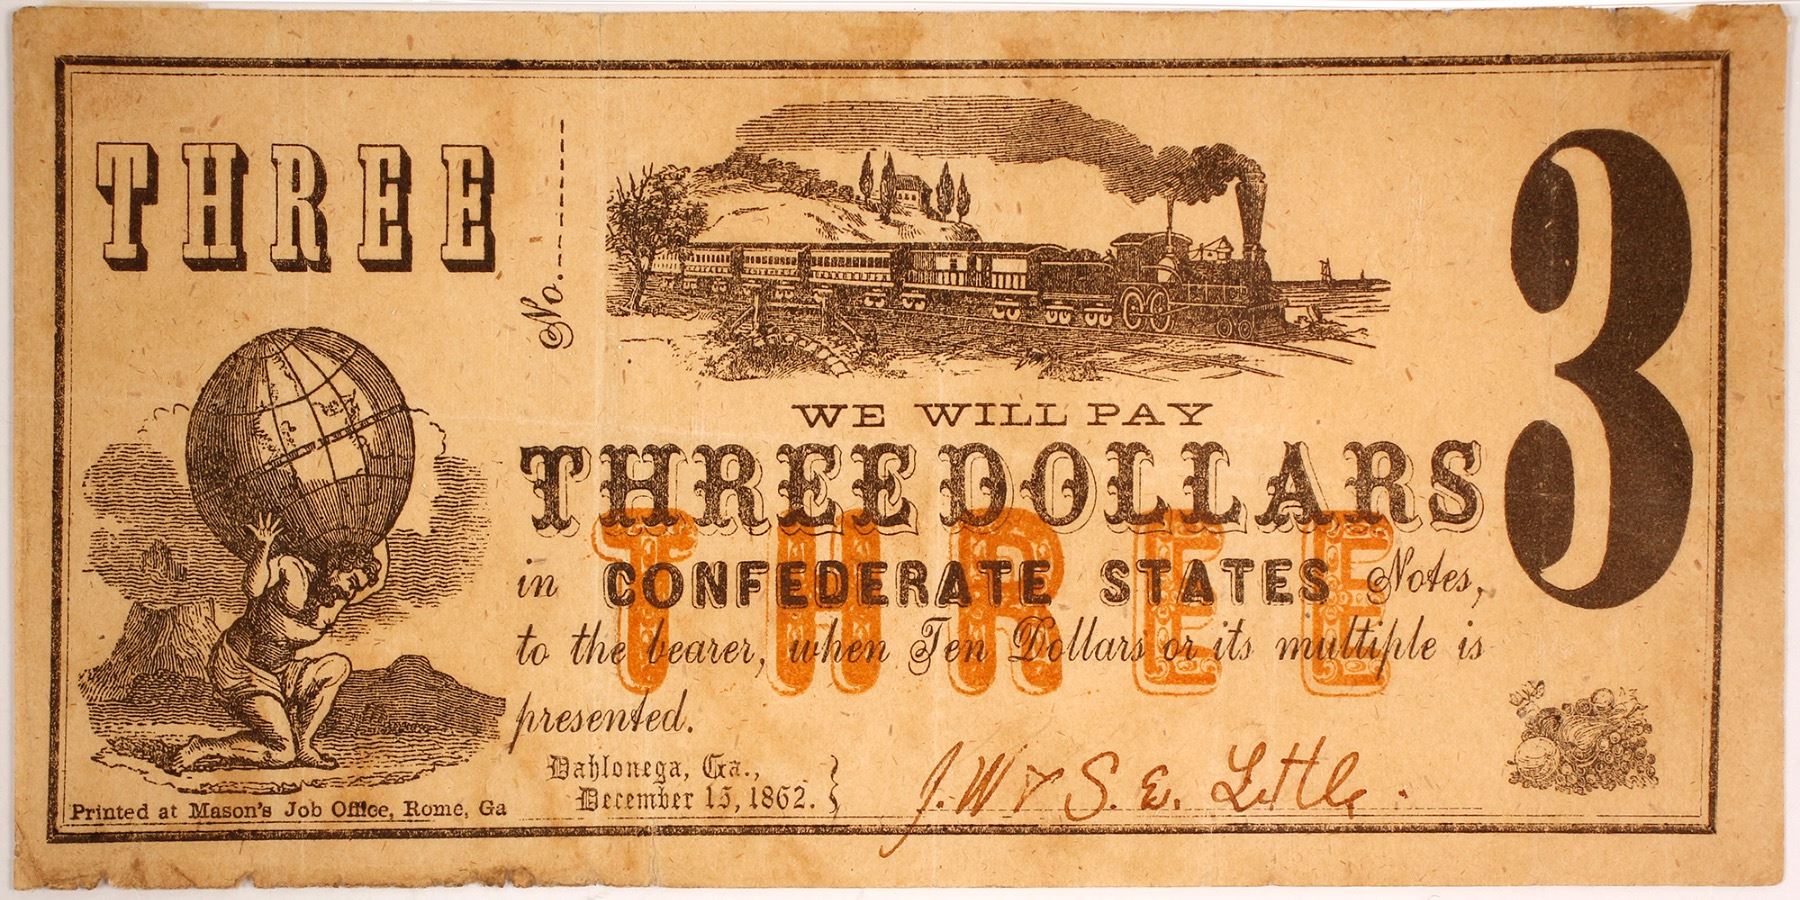 THREE
No.
3
WE WILL PAY
THREE DOLLARS
THREE
in CONFEDERATE STATES Notes,
to the bearer, when Ten Dollars or its multiple is
presented.
Dahlonega, Ga.,
December 15, 1862.
J. W & S. E. Little.
Printed at Mason's Job Office, Rome, Ga